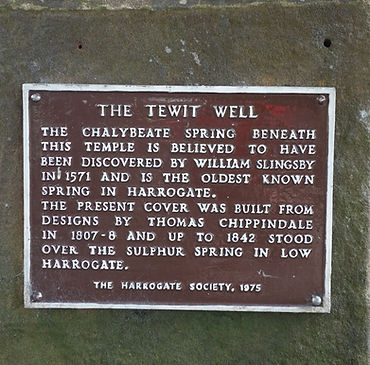 THE TEWIT WELL
THE CHALYBEATE SPRING BENEATH
THIS TEMPLE IS BELIEVED TO HAVE
BEEN DISCOVERED BY WILLIAM SLINGSBY
IN 1571 AND IS THE OLDEST KNOWN
SPRING IN HARROGATE.
THE PRESENT COVER WAS BUILT FROM
DESIGNS BY THOMAS CHIPPINDALE
IN 1807-8 AND UP TO 1842 STOOD
OVER THE SULPHUR SPRING IN LOW
HARROGATE.
THE HARROGATE SOCIETY, 1975